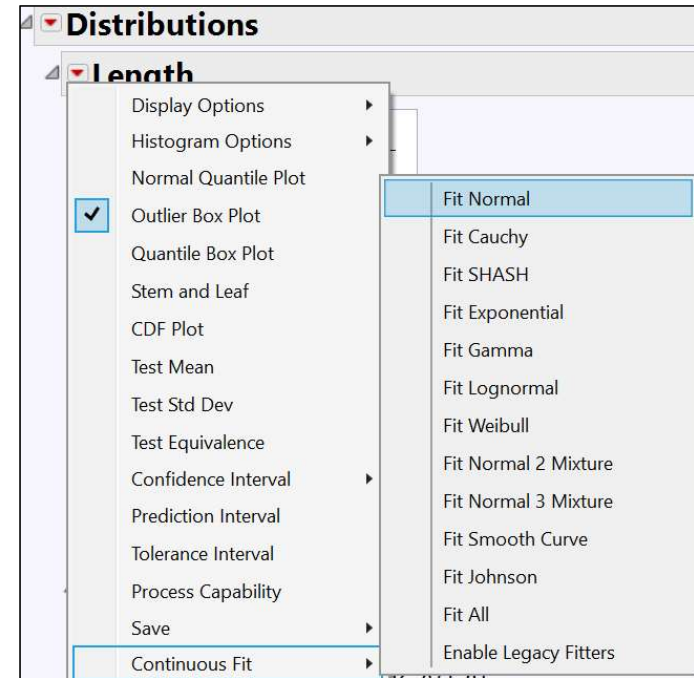 Distributions
Length
Display Options
Histogram Options
Normal Quantile Plot
Outlier Box Plot
Quantile Box Plot
Stem and Leaf
CDF Plot
Test Mean
Test Std Dev
Test Equivalence
Confidence Interval
Prediction Interval
Tolerance Interval
Process Capability
Save
Continuous Fit
Fit Normal
Fit Cauchy
Fit SHASH
Fit Exponential
Fit Gamma
Fit Lognormal
Fit Weibull
Fit Normal 2 Mixture
Fit Normal 3 Mixture
Fit Smooth Curve
Fit Johnson
Fit All
Enable Legacy Fitters